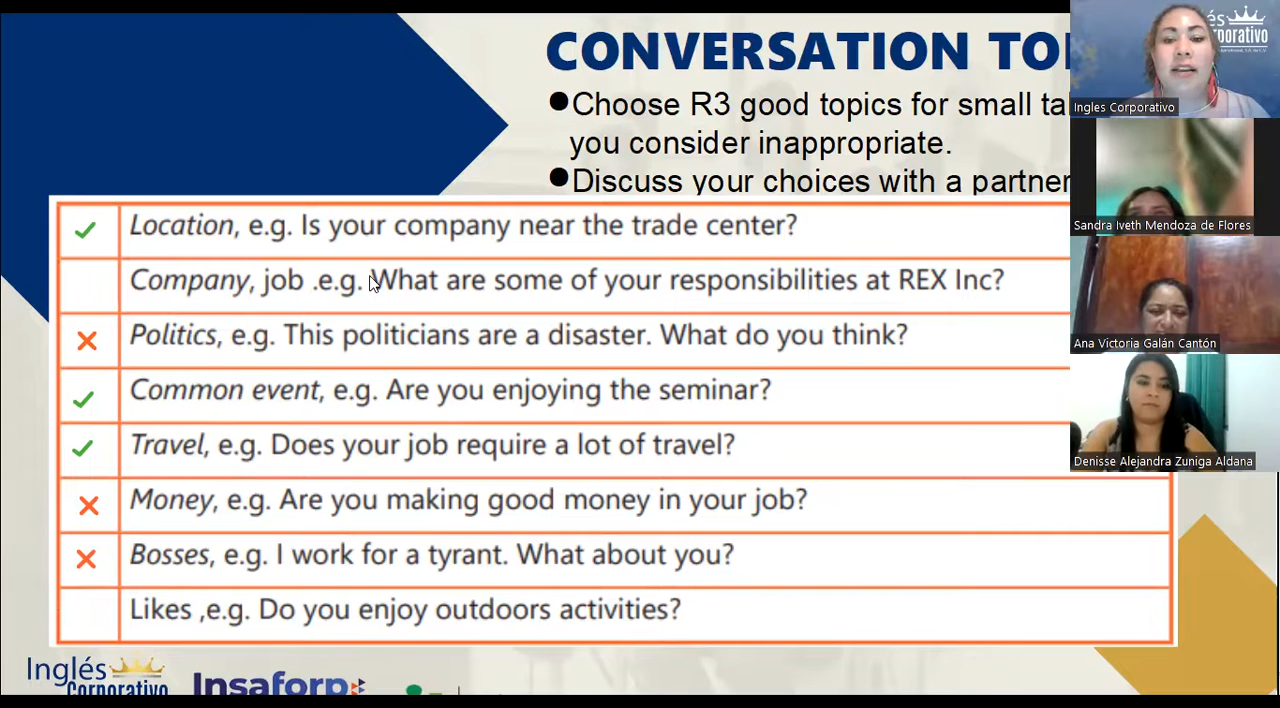 CONVERSATION TO
Choose R3 good topics for small ta
you consider inappropriate.
Discuss your choices with a partner
Location, e.g. Is your company near the trade center?
Company, job .e.g. What are some of your responsibilities at REX Inc?
Politics, e.g. This politicians are a disaster. What do you think?
Common event, e.g. Are you enjoying the seminar?
Travel, e.g. Does your job require a lot of travel?
Money, e.g. Are you making good money in your job?
Bosses, e.g. I work for a tyrant. What about you?
Likes ,e.g. Do you enjoy outdoors activities?
Inglés
Corporativo
Insaforp
és
orporativo
Ingles Corporativo
Sandra Iveth Mendoza de Flores
Ana Victoria Galán Cantón
Denisse Alejandra Zuniga Aldana